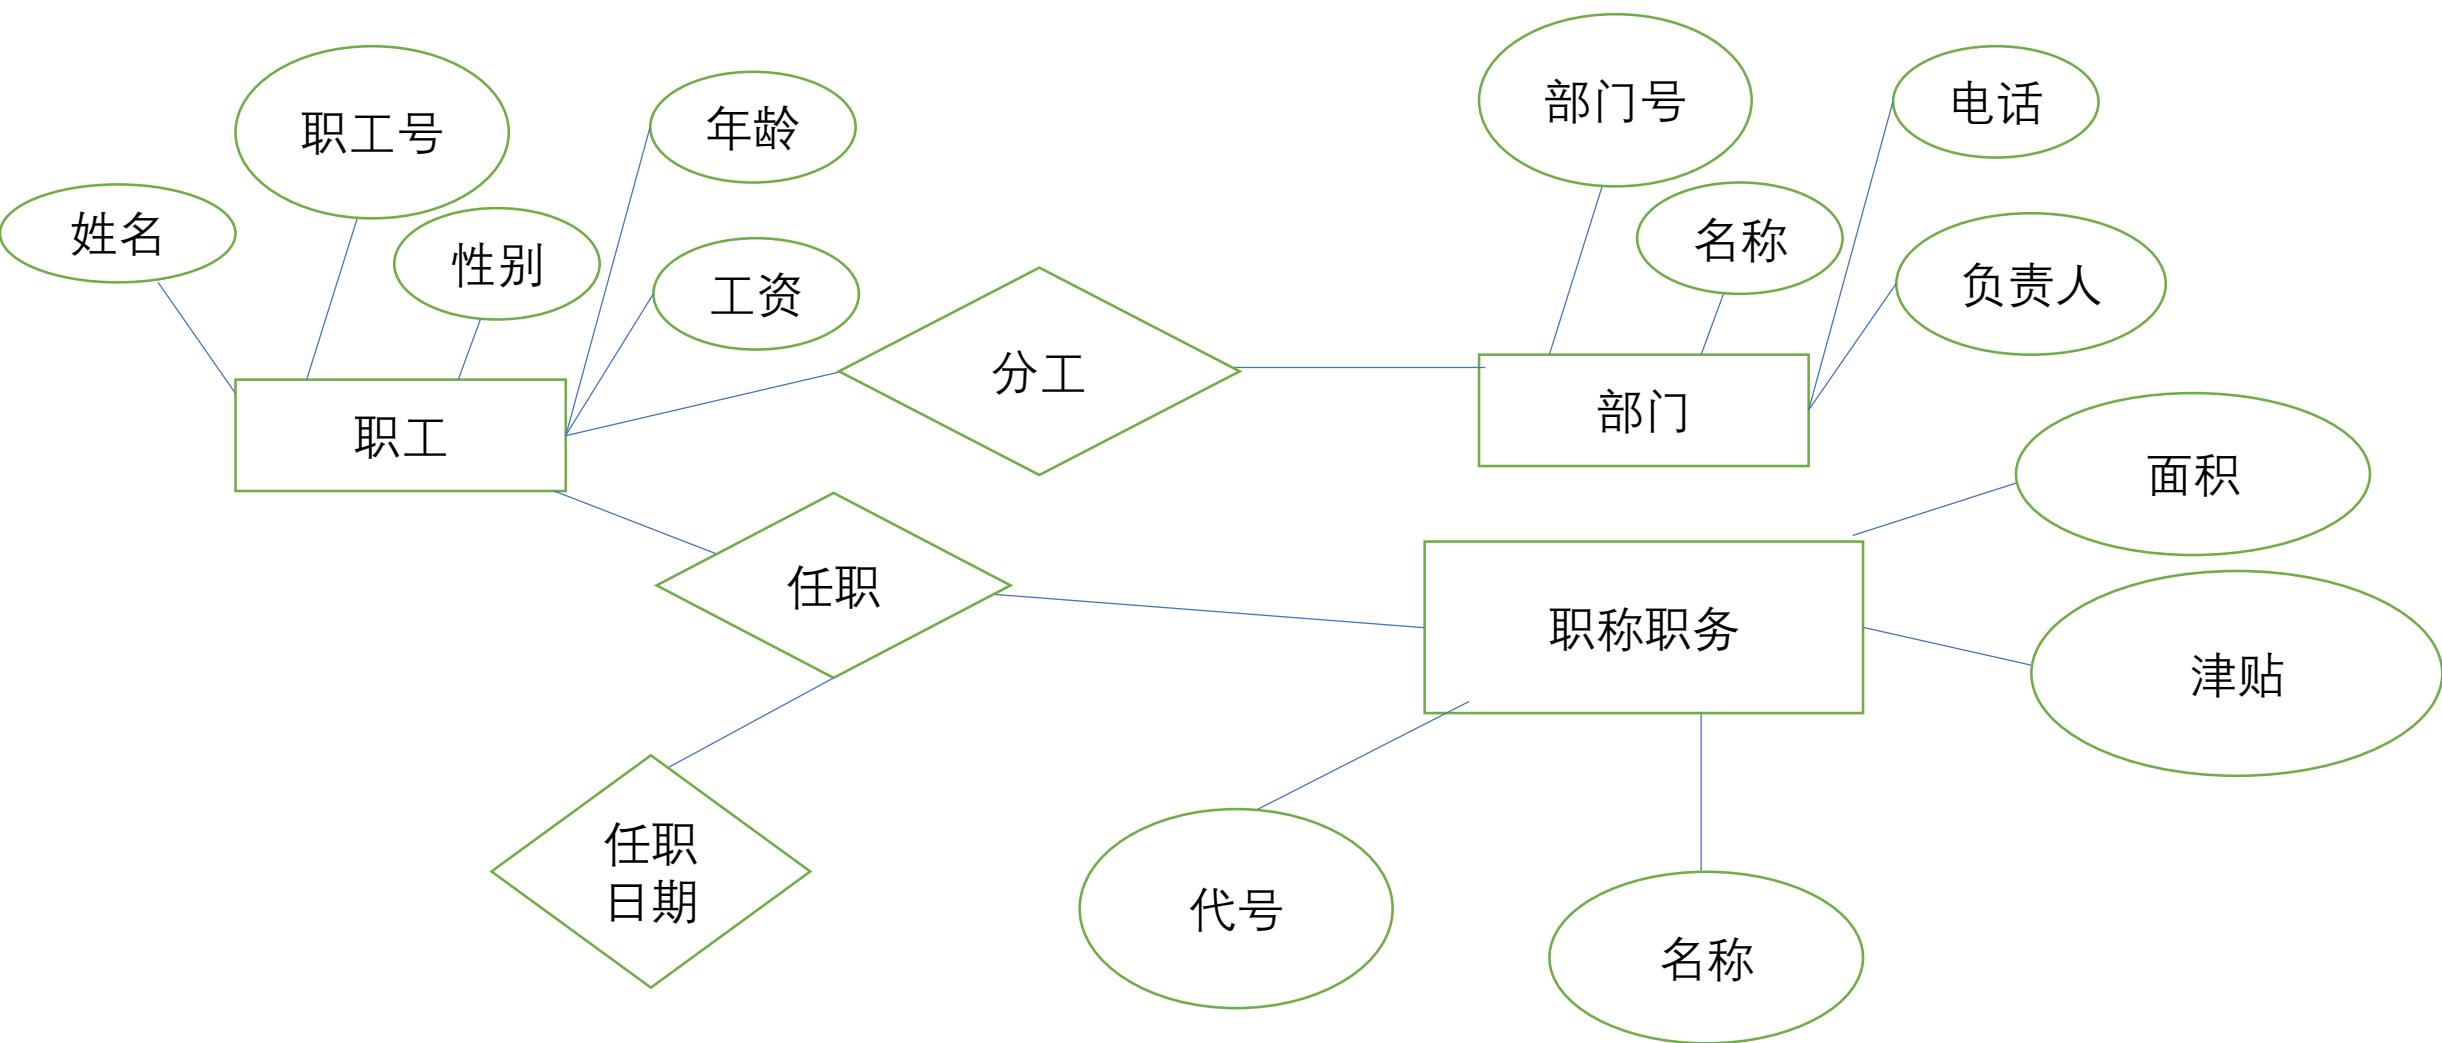 职工号
年龄
部门号
电话
姓名
性别
工资
名称
负责人
分工
职工
部门
面积
任职
职称职务
津贴
任职
日期
代号
名称